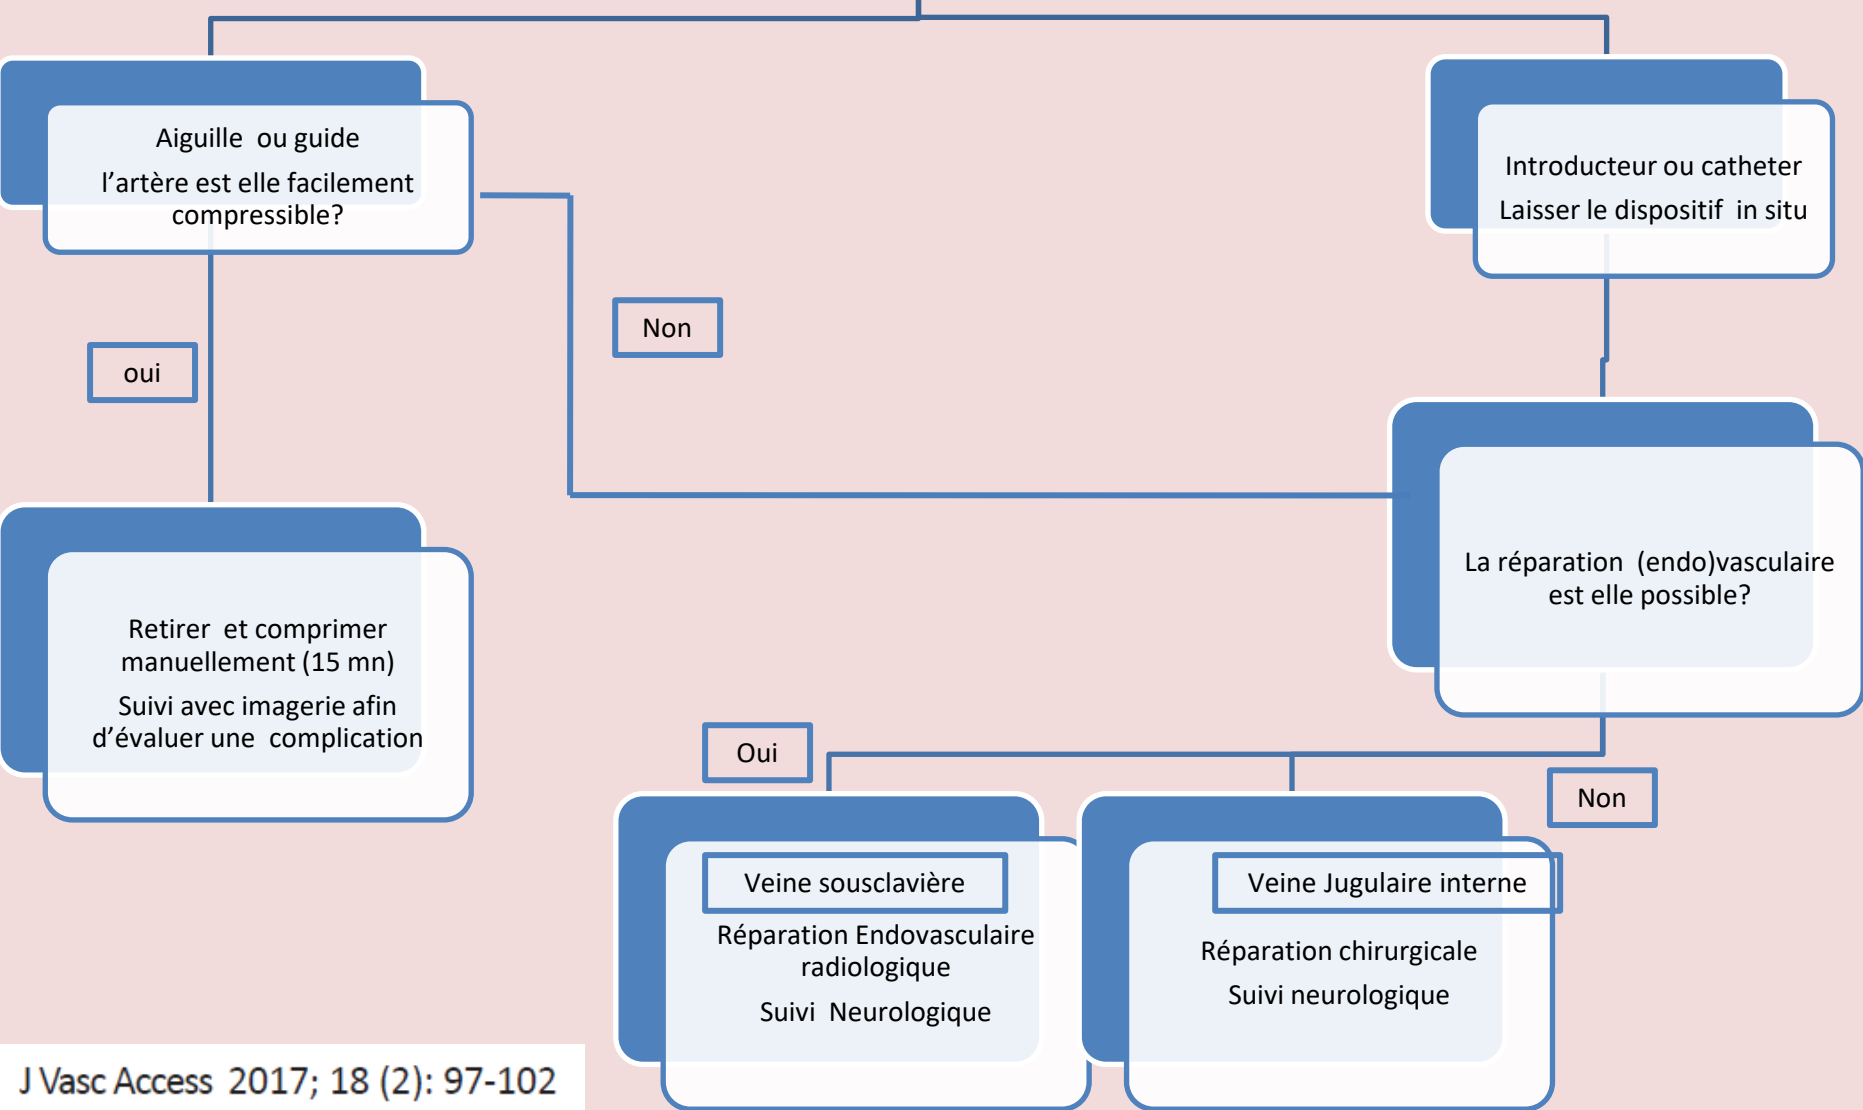 Aiguille ou guide
l'artère est elle facilement
compressible?
Introducteur ou catheter
Laisser le dispositif in situ
Non
oui
La réparation (endo)vasculaire
est elle possible?
Retirer et comprimer
manuellement (15 mn)
Suivi avec imagerie afin
d'évaluer une complication
Oui
Non
Veine sousclavière
Réparation Endovasculaire
radiologique
Suivi Neurologique
Veine Jugulaire interne
Réparation chirurgicale
Suivi neurologique
J Vasc Access 2017; 18 (2): 97-102